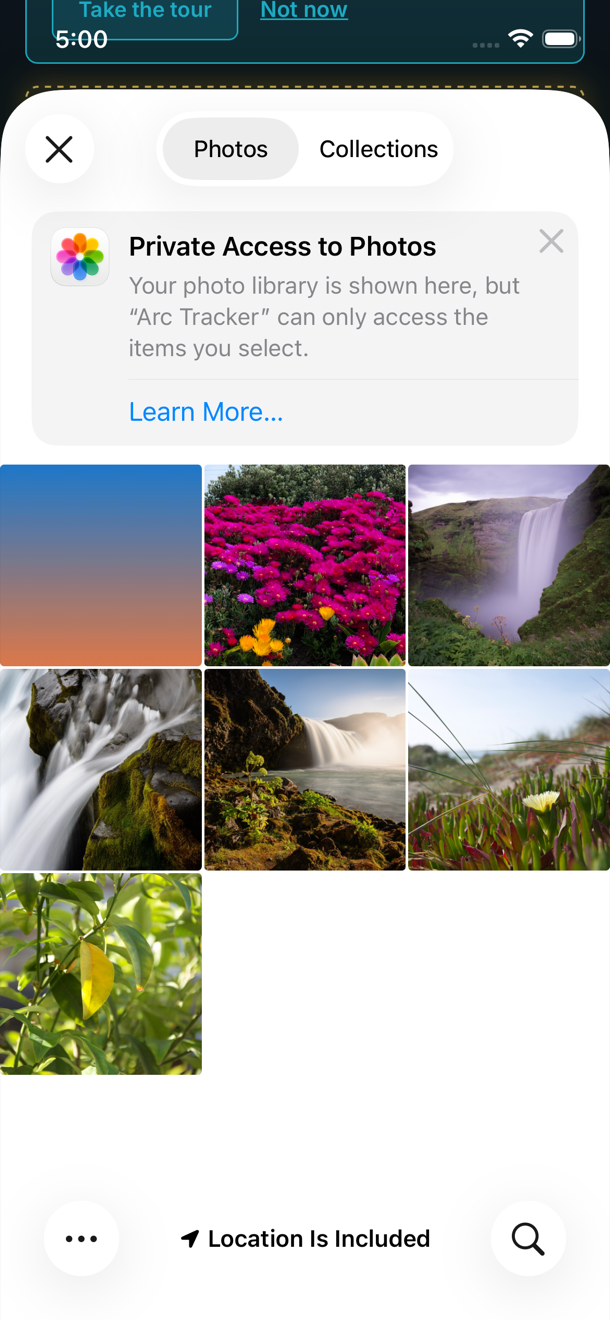 Take the tour
Not now
5:00
Photos
Collections
Private Access to Photos
Your photo library is shown here, but
“Arc Tracker” can only access the
items you select.
Learn More...
Location Is Included